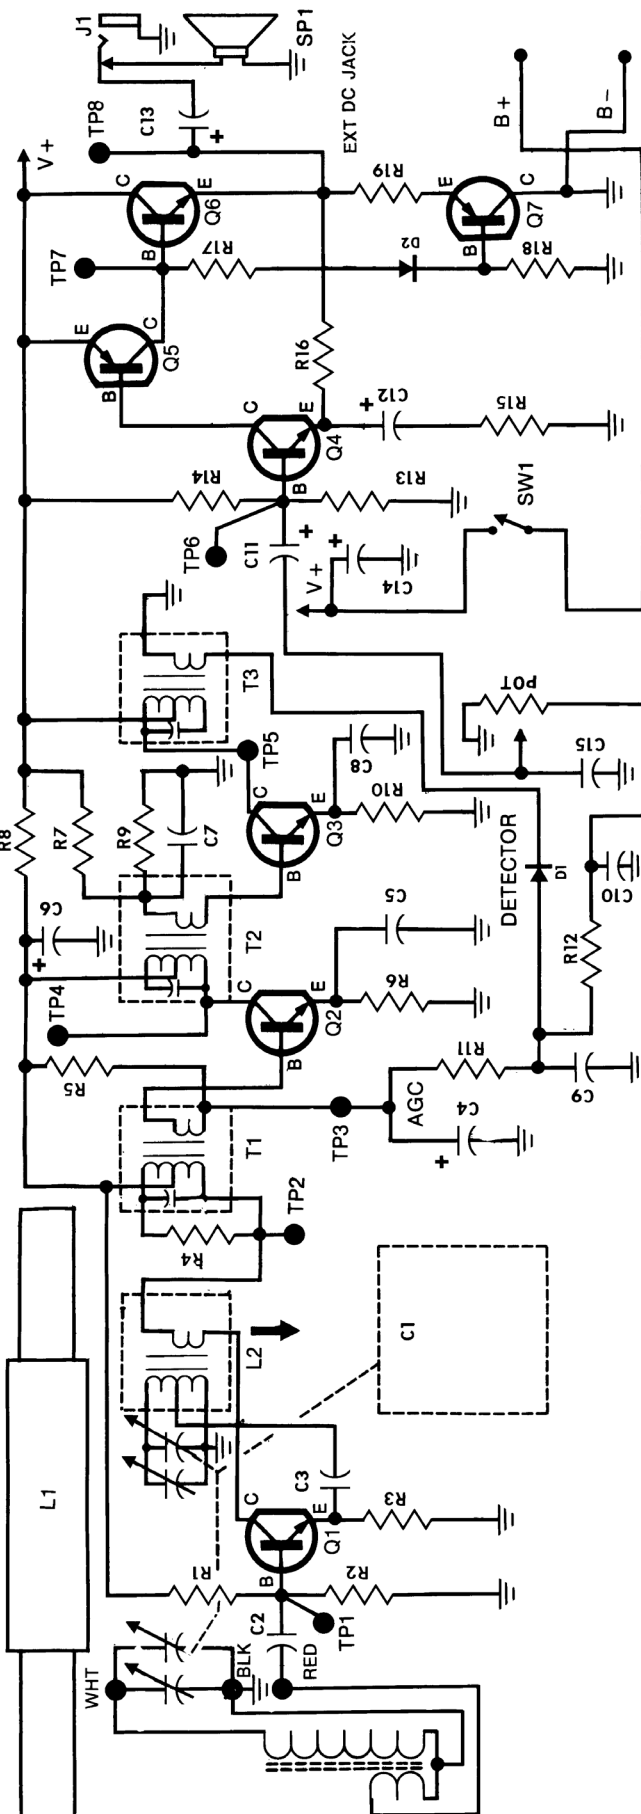 L1
WHT
BLK
RED
C2
TP1
R1
R2
B
C
E
Q1
C3
R3
C1
L2
R4
TP2
T1
R5
TP3
AGC
C4
R11
C9
B
C
E
Q2
R6
C5
TP4
T2
C6
R8
R7
R9
C7
B
C
E
Q3
R10
C8
TP5
T3
DETECTOR
D1
R12
C10
POT
C15
V+
C14
SW1
C11
TP6
R14
R13
B
C
E
Q4
R16
C12
R15
B
E
C
Q5
TP7
R17
D2
R18
B
C
E
Q6
R19
B
E
C
Q7
V+
TP8
C13
J1
SP1
EXT DC JACK
B+
B-